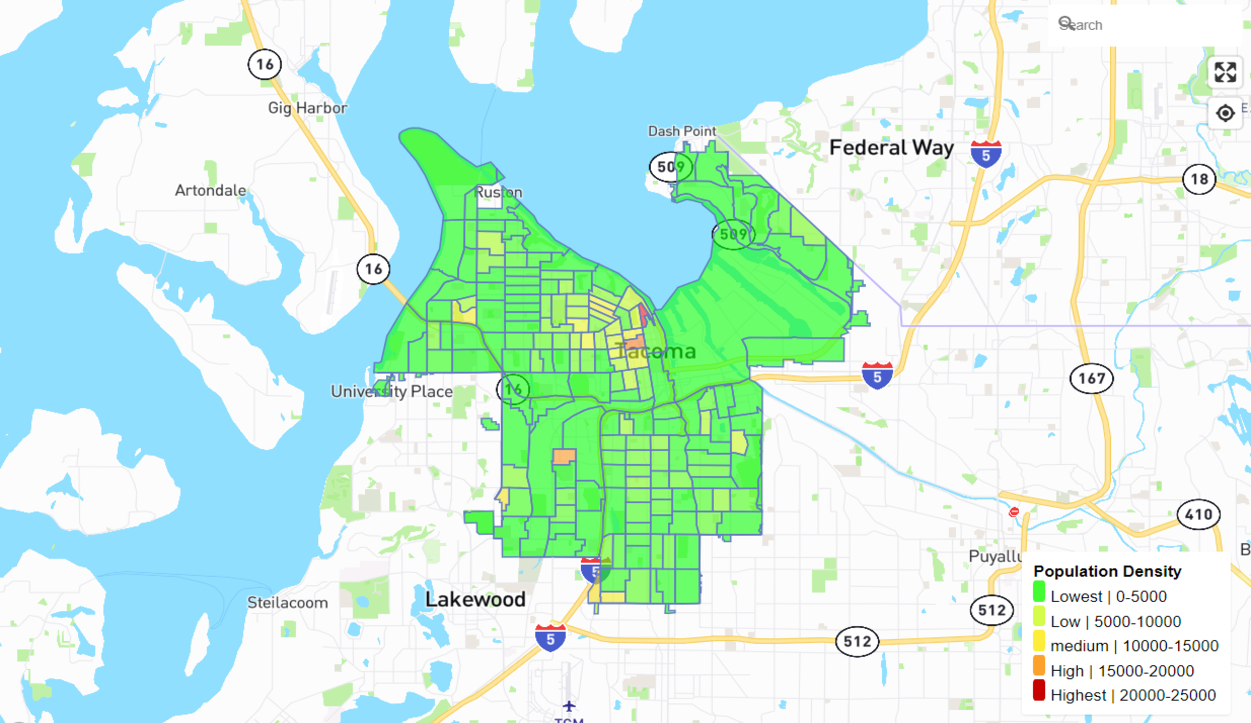 Search
16
Gig Harbor
Dash Point
Federal Way
5
509
18
Artondale
Ruston
509
16
Tacoma
5
167
University Place
16
410
Puyallu
5
Lakewood
Steilacoom
512
5
512
TCM
Population Density
Lowest | 0-5000
Low | 5000-10000
medium | 10000-15000
High | 15000-20000
Highest | 20000-25000